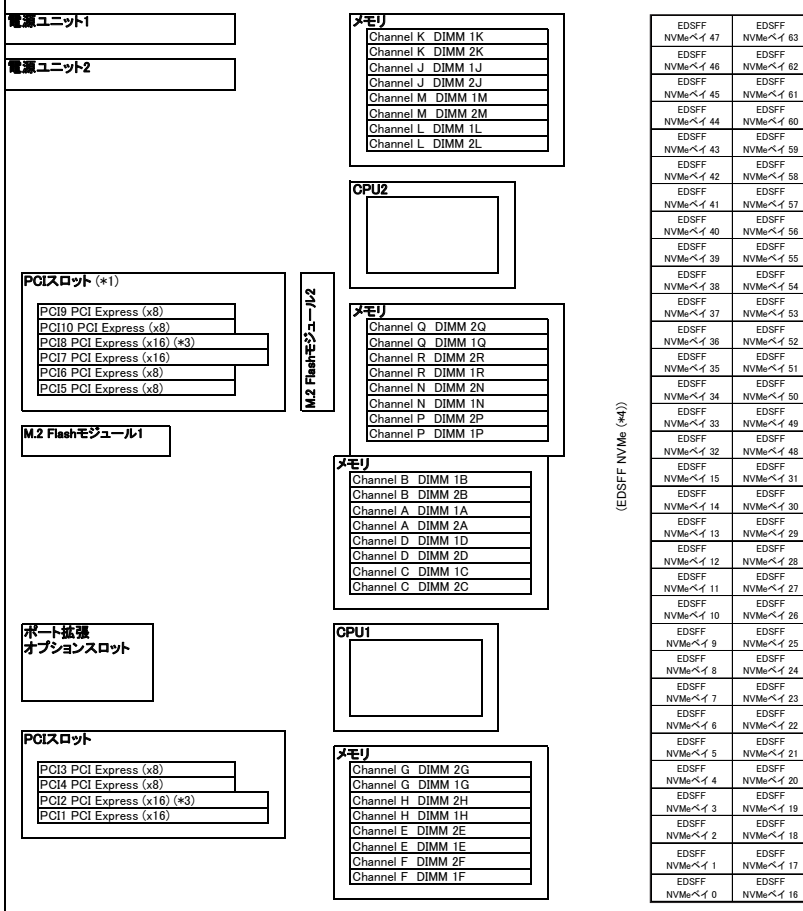 電源ユニット1
電源ユニット2
メモリ
Channel K DIMM 1K
Channel K DIMM 2K
Channel J DIMM 1J
Channel J DIMM 2J
Channel M DIMM 1M
Channel M DIMM 2M
Channel L DIMM 1L
Channel L DIMM 2L
CPU2
PCIスロット (*1)
PCI9 PCI Express (x8)
PCI10 PCI Express (x8)
PCI8 PCI Express (x16) (*3)
PCI7 PCI Express (x16)
PCI6 PCI Express (x8)
PCI5 PCI Express (x8)
M.2 Flashモジュール2
メモリ
Channel Q DIMM 2Q
Channel Q DIMM 1Q
Channel R DIMM 2R
Channel R DIMM 1R
Channel N DIMM 2N
Channel N DIMM 1N
Channel P DIMM 2P
Channel P DIMM 1P
M.2 Flashモジュール1
メモリ
Channel B DIMM 1B
Channel B DIMM 2B
Channel A DIMM 1A
Channel A DIMM 2A
Channel D DIMM 1D
Channel D DIMM 2D
Channel C DIMM 1C
Channel C DIMM 2C
ポート拡張
オプションスロット
CPU1
PCIスロット
PCI3 PCI Express (x8)
PCI4 PCI Express (x8)
PCI2 PCI Express (x16) (*3)
PCI1 PCI Express (x16)
メモリ
Channel G DIMM 2G
Channel G DIMM 1G
Channel H DIMM 2H
Channel H DIMM 1H
Channel E DIMM 2E
Channel E DIMM 1E
Channel F DIMM 2F
Channel F DIMM 1F
(EDSFF NVMe (*4))
EDSFF EDSFF
NVMeベイ 47 NVMeベイ 63
EDSFF EDSFF
NVMeベイ 46 NVMeベイ 62
EDSFF EDSFF
NVMeベイ 45 NVMeベイ 61
EDSFF EDSFF
NVMeベイ 44 NVMeベイ 60
EDSFF EDSFF
NVMeベイ 43 NVMeベイ 59
EDSFF EDSFF
NVMeベイ 42 NVMeベイ 58
EDSFF EDSFF
NVMeベイ 41 NVMeベイ 57
EDSFF EDSFF
NVMeベイ 40 NVMeベイ 56
EDSFF EDSFF
NVMeベイ 39 NVMeベイ 55
EDSFF EDSFF
NVMeベイ 38 NVMeベイ 54
EDSFF EDSFF
NVMeベイ 37 NVMeベイ 53
EDSFF EDSFF
NVMeベイ 36 NVMeベイ 52
EDSFF EDSFF
NVMeベイ 35 NVMeベイ 51
EDSFF EDSFF
NVMeベイ 34 NVMeベイ 50
EDSFF EDSFF
NVMeベイ 33 NVMeベイ 49
EDSFF EDSFF
NVMeベイ 32 NVMeベイ 48
EDSFF EDSFF
NVMeベイ 15 NVMeベイ 31
EDSFF EDSFF
NVMeベイ 14 NVMeベイ 30
EDSFF EDSFF
NVMeベイ 13 NVMeベイ 29
EDSFF EDSFF
NVMeベイ 12 NVMeベイ 28
EDSFF EDSFF
NVMeベイ 11 NVMeベイ 27
EDSFF EDSFF
NVMeベイ 10 NVMeベイ 26
EDSFF EDSFF
NVMeベイ 9 NVMeベイ 25
EDSFF EDSFF
NVMeベイ 8 NVMeベイ 24
EDSFF EDSFF
NVMeベイ 7 NVMeベイ 23
EDSFF EDSFF
NVMeベイ 6 NVMeベイ 22
EDSFF EDSFF
NVMeベイ 5 NVMeベイ 21
EDSFF EDSFF
NVMeベイ 4 NVMeベイ 20
EDSFF EDSFF
NVMeベイ 3 NVMeベイ 19
EDSFF EDSFF
NVMeベイ 2 NVMeベイ 18
EDSFF EDSFF
NVMeベイ 1 NVMeベイ 17
EDSFF EDSFF
NVMeベイ 0 NVMeベイ 16